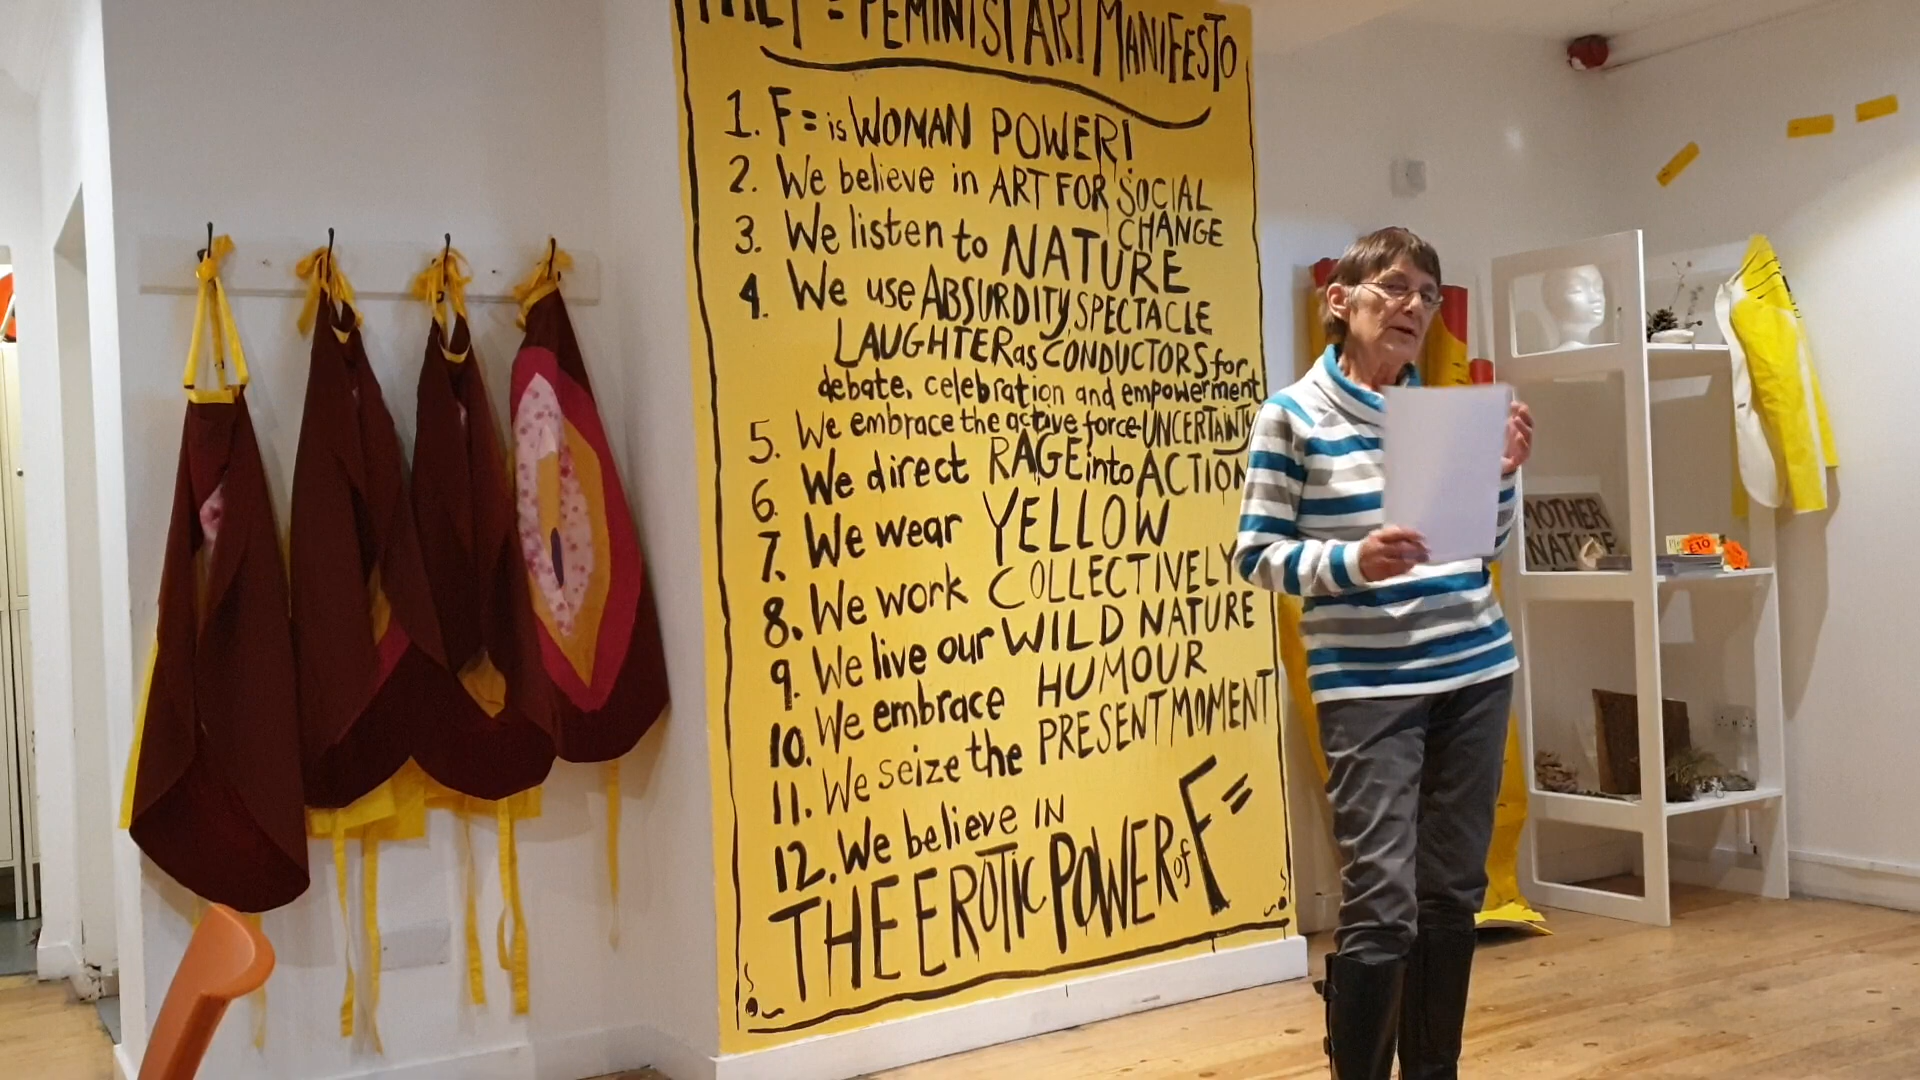 THE F = FEMINIST ART MANIFESTO
1. F = is WOMAN POWER!
2. We believe in ART FOR SOCIAL
CHANGE
3. We listen to NATURE
4. We use ABSURDITY, SPECTACLE
LAUGHTER as CONDUCTORS for
debate, celebration and empowerment
5. We embrace the active force-UNCERTAINTY
6. We direct RAGE into ACTION
7. We wear YELLOW
8. We work COLLECTIVELY
9. We live our WILD NATURE
10. We embrace HUMOUR
11. We seize the PRESENT MOMENT
12. We believe IN
THE EROTIC POWER of F =
MOTHER
NATURE
£10